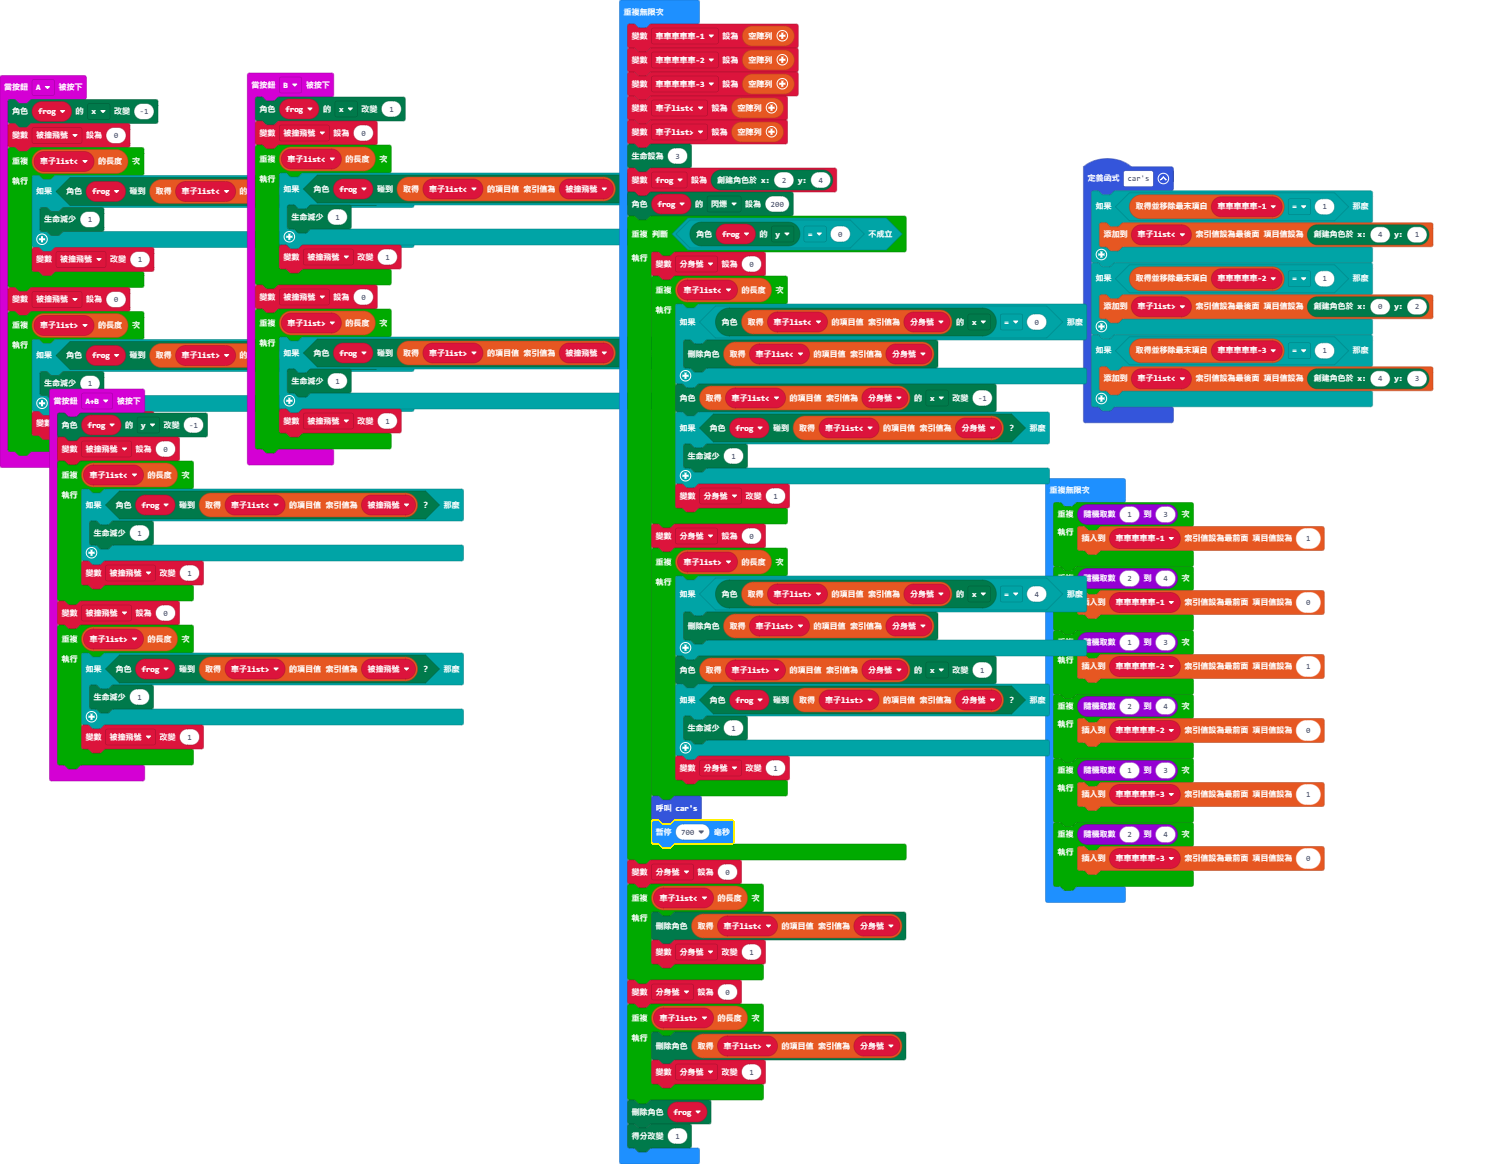 當按鈕 A 被按下
角色 frog 的 x 改變 -1
變數 被撞飛號 設為 0
重複 車子list< 的長度 次
執行
如果 角色 frog 碰到 取得 車子list< 的
生命減少 1
變數 被撞飛號 改變 1
變數 被撞飛號 設為 0
重複 車子list> 的長度 次
執行
如果 角色 frog 碰到 取得 車子list> 的
生命減少 1
變
當按鈕 B 被按下
角色 frog 的 x 改變 1
變數 被撞飛號 設為 0
重複 車子list< 的長度 次
執行
如果 角色 frog 碰到 取得 車子list< 的項目值 索引值為 被撞飛號
生命減少 1
變數 被撞飛號 改變 1
變數 被撞飛號 設為 0
重複 車子list> 的長度 次
執行
如果 角色 frog 碰到 取得 車子list> 的項目值 索引值為 被撞飛號
生命減少 1
變數 被撞飛號 改變 1
當按鈕 A+B 被按下
角色 frog 的 y 改變 -1
變數 被撞飛號 設為 0
重複 車子list< 的長度 次
執行
如果 角色 frog 碰到 取得 車子list< 的項目值 索引值為 被撞飛號 ? 那麼
生命減少 1
變數 被撞飛號 改變 1
變數 被撞飛號 設為 0
重複 車子list> 的長度 次
執行
如果 角色 frog 碰到 取得 車子list> 的項目值 索引值為 被撞飛號 ? 那麼
生命減少 1
變數 被撞飛號 改變 1
重複無限次
變數 車車車車車-1 設為 空陣列
變數 車車車車車-2 設為 空陣列
變數 車車車車車-3 設為 空陣列
變數 車子list< 設為 空陣列
變數 車子list> 設為 空陣列
生命設為 3
變數 frog 設為 創建角色於 x: 2 y: 4
角色 frog 的 閃爍 設為 200
重複 判斷 角色 frog 的 y = 0 不成立
執行
變數 分身號 設為 0
重複 車子list< 的長度 次
執行
如果 角色 取得 車子list< 的項目值 索引值為 分身號 的 x = 0 那麼
刪除角色 取得 車子list< 的項目值 索引值為 分身號
角色 取得 車子list< 的項目值 索引值為 分身號 的 x 改變 -1
如果 角色 frog 碰到 取得 車子list< 的項目值 索引值為 分身號 ? 那麼
生命減少 1
變數 分身號 改變 1
變數 分身號 設為 0
重複 車子list> 的長度 次
執行
如果 角色 取得 車子list> 的項目值 索引值為 分身號 的 x = 4 那麼
刪除角色 取得 車子list> 的項目值 索引值為 分身號
角色 取得 車子list> 的項目值 索引值為 分身號 的 x 改變 1
如果 角色 frog 碰到 取得 車子list> 的項目值 索引值為 分身號 ? 那麼
生命減少 1
變數 分身號 改變 1
呼叫 car's
暫停 700 毫秒
變數 分身號 設為 0
重複 車子list< 的長度 次
執行
刪除角色 取得 車子list< 的項目值 索引值為 分身號
變數 分身號 改變 1
變數 分身號 設為 0
重複 車子list> 的長度 次
執行
刪除角色 取得 車子list> 的項目值 索引值為 分身號
變數 分身號 改變 1
刪除角色 frog
得分改變 1
定義函式 car's
如果 取得並移除最末項自 車車車車車-1 = 1 那麼
添加到 車子list< 索引值設為最後面 項目值設為 創建角色於 x: 4 y: 1
如果 取得並移除最末項自 車車車車車-2 = 1 那麼
添加到 車子list> 索引值設為最後面 項目值設為 創建角色於 x: 0 y: 2
如果 取得並移除最末項自 車車車車車-3 = 1 那麼
添加到 車子list< 索引值設為最後面 項目值設為 創建角色於 x: 4 y: 3
重複無限次
重複 隨機取數 1 到 3 次
執行 插入到 車車車車車-1 索引值設為最前面 項目值設為 1
隨機取數 2 到 4 次
插入到 車車車車車-1 索引值設為最前面 項目值設為 0
隨機取數 1 到 3 次
執行 插入到 車車車車車-2 索引值設為最前面 項目值設為 1
重複 隨機取數 2 到 4 次
執行 插入到 車車車車車-2 索引值設為最前面 項目值設為 0
重複 隨機取數 1 到 3 次
執行 插入到 車車車車車-3 索引值設為最前面 項目值設為 1
重複 隨機取數 2 到 4 次
執行 插入到 車車車車車-3 索引值設為最前面 項目值設為 0